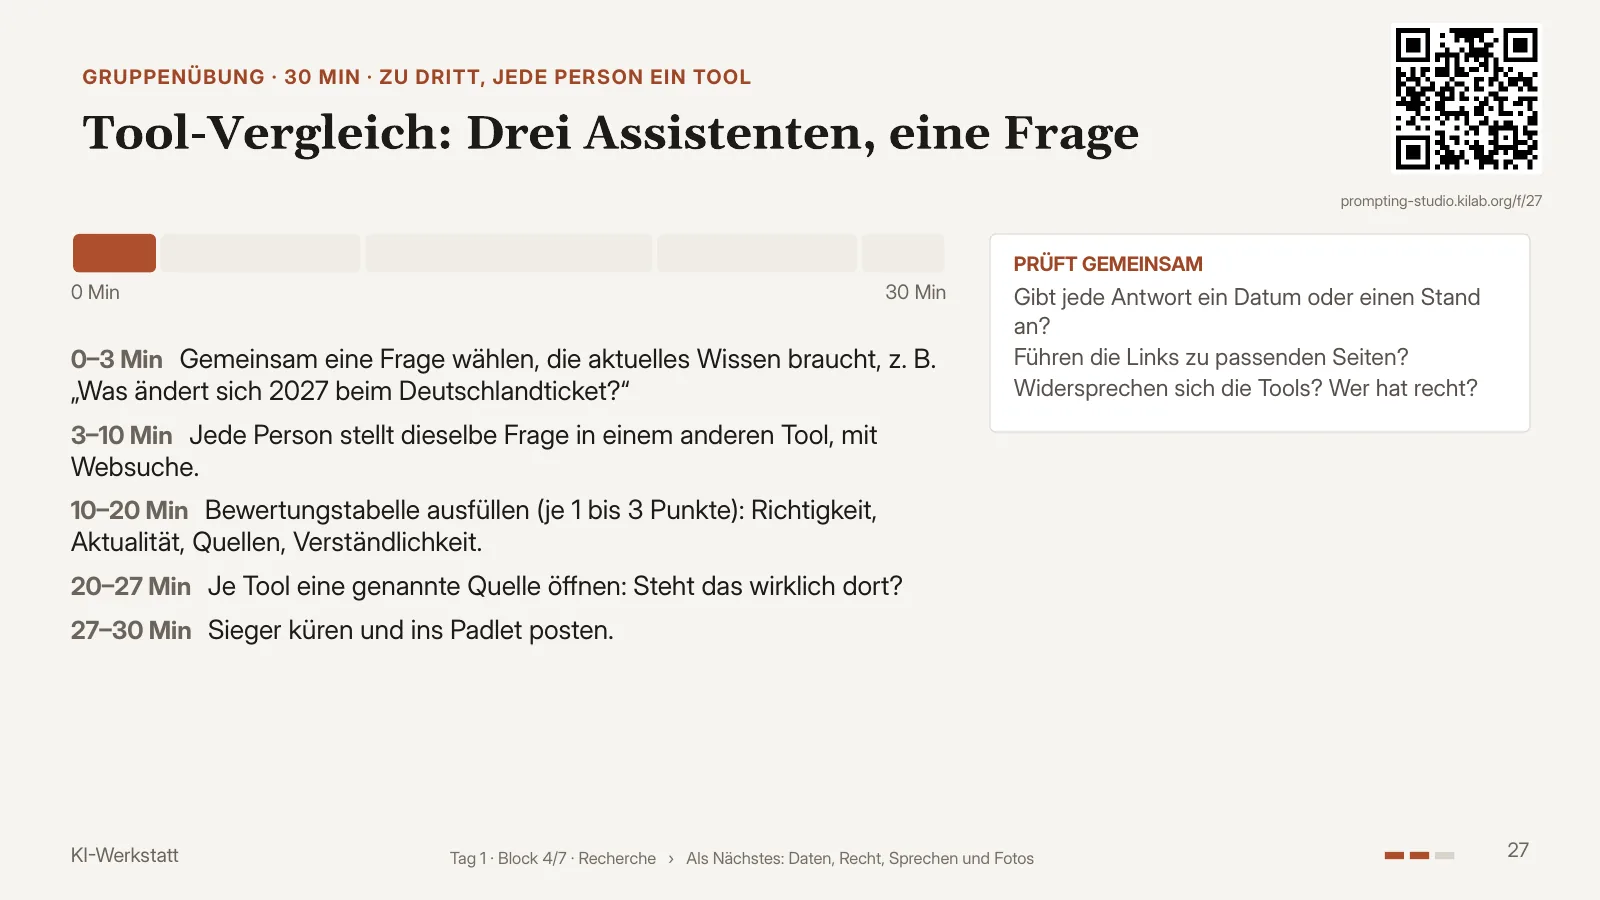 GRUPPENÜBUNG · 30 MIN · ZU DRITT, JEDE PERSON EIN TOOL
Tool-Vergleich: Drei Assistenten, eine Frage
prompting-studio.kilab.org/f/27
0 Min
30 Min
0–3 Min Gemeinsam eine Frage wählen, die aktuelles Wissen braucht, z. B.
„Was ändert sich 2027 beim Deutschlandticket?“
3–10 Min Jede Person stellt dieselbe Frage in einem anderen Tool, mit
Websuche.
10–20 Min Bewertungstabelle ausfüllen (je 1 bis 3 Punkte): Richtigkeit,
Aktualität, Quellen, Verständlichkeit.
20–27 Min Je Tool eine genannte Quelle öffnen: Steht das wirklich dort?
27–30 Min Sieger küren und ins Padlet posten.
PRÜFT GEMEINSAM
Gibt jede Antwort ein Datum oder einen Stand
an?
Führen die Links zu passenden Seiten?
Widersprechen sich die Tools? Wer hat recht?
KI-Werkstatt
Tag 1 · Block 4/7 · Recherche › Als Nächstes: Daten, Recht, Sprechen und Fotos
27